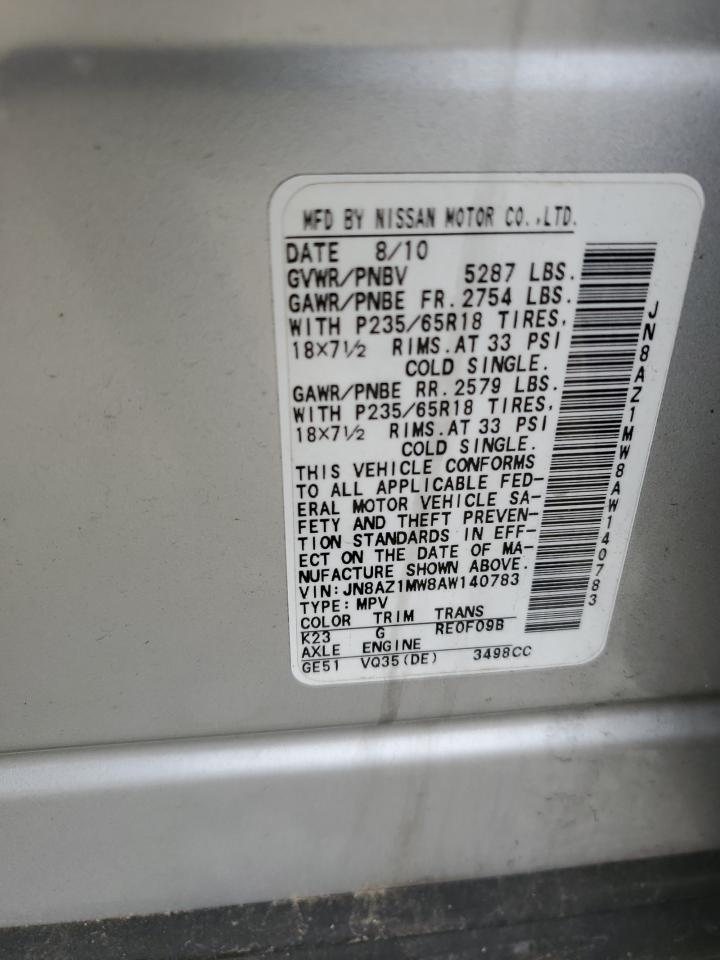 MFD BY NISSAN MOTOR CO.,LTD.
DATE 8/10
GVWR/PNBV 5287 LBS.
GAWR/PNBE FR. 2754 LBS.
WITH P235/65R18 TIRES,
18×7½ RIMS.AT 33 PSI
COLD SINGLE.
GAWR/PNBE RR. 2579 LBS.
WITH P235/65R18 TIRES,
18×7½ RIMS.AT 33 PSI
COLD SINGLE.
THIS VEHICLE CONFORMS
TO ALL APPLICABLE FED-
ERAL MOTOR VEHICLE SA-
FETY AND THEFT PREVEN-
TION STANDARDS IN EFF-
ECT ON THE DATE OF MA-
NUFACTURE SHOWN ABOVE.
VIN:JN8AZ1MW8AW140783
TYPE:MPV
COLOR TRIM TRANS
K23 G RE0F09B
AXLE ENGINE
GE51 VQ35(DE) 3498CC
JN8AZ1MW8AW140783